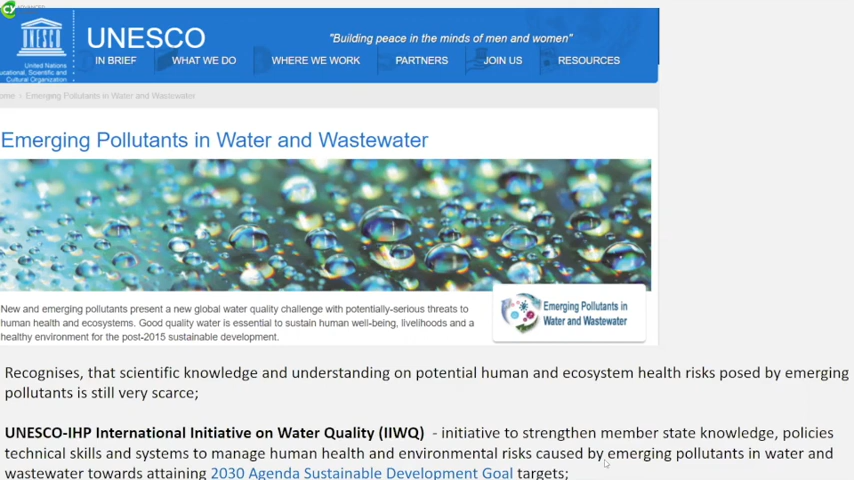 UNESCO
"Building peace in the minds of men and women"
United Nations
Educational, Scientific and
Cultural Organization
IN BRIEF
WHAT WE DO
WHERE WE WORK
PARTNERS
JOIN US
RESOURCES
› Emerging Pollutants in Water and Wastewater
Emerging Pollutants in Water and Wastewater
New and emerging pollutants present a new global water quality challenge with potentially-serious threats to
human health and ecosystems. Good quality water is essential to sustain human well-being, livelihoods and a
healthy environment for the post-2015 sustainable development.
Emerging Pollutants in
Water and Wastewater
Recognises, that scientific knowledge and understanding on potential human and ecosystem health risks posed by emerging
pollutants is still very scarce;
UNESCO-IHP International Initiative on Water Quality (IIWQ) - initiative to strengthen member state knowledge, policies
technical skills and systems to manage human health and environmental risks caused by emerging pollutants in water and
wastewater towards attaining 2030 Agenda Sustainable Development Goal targets;